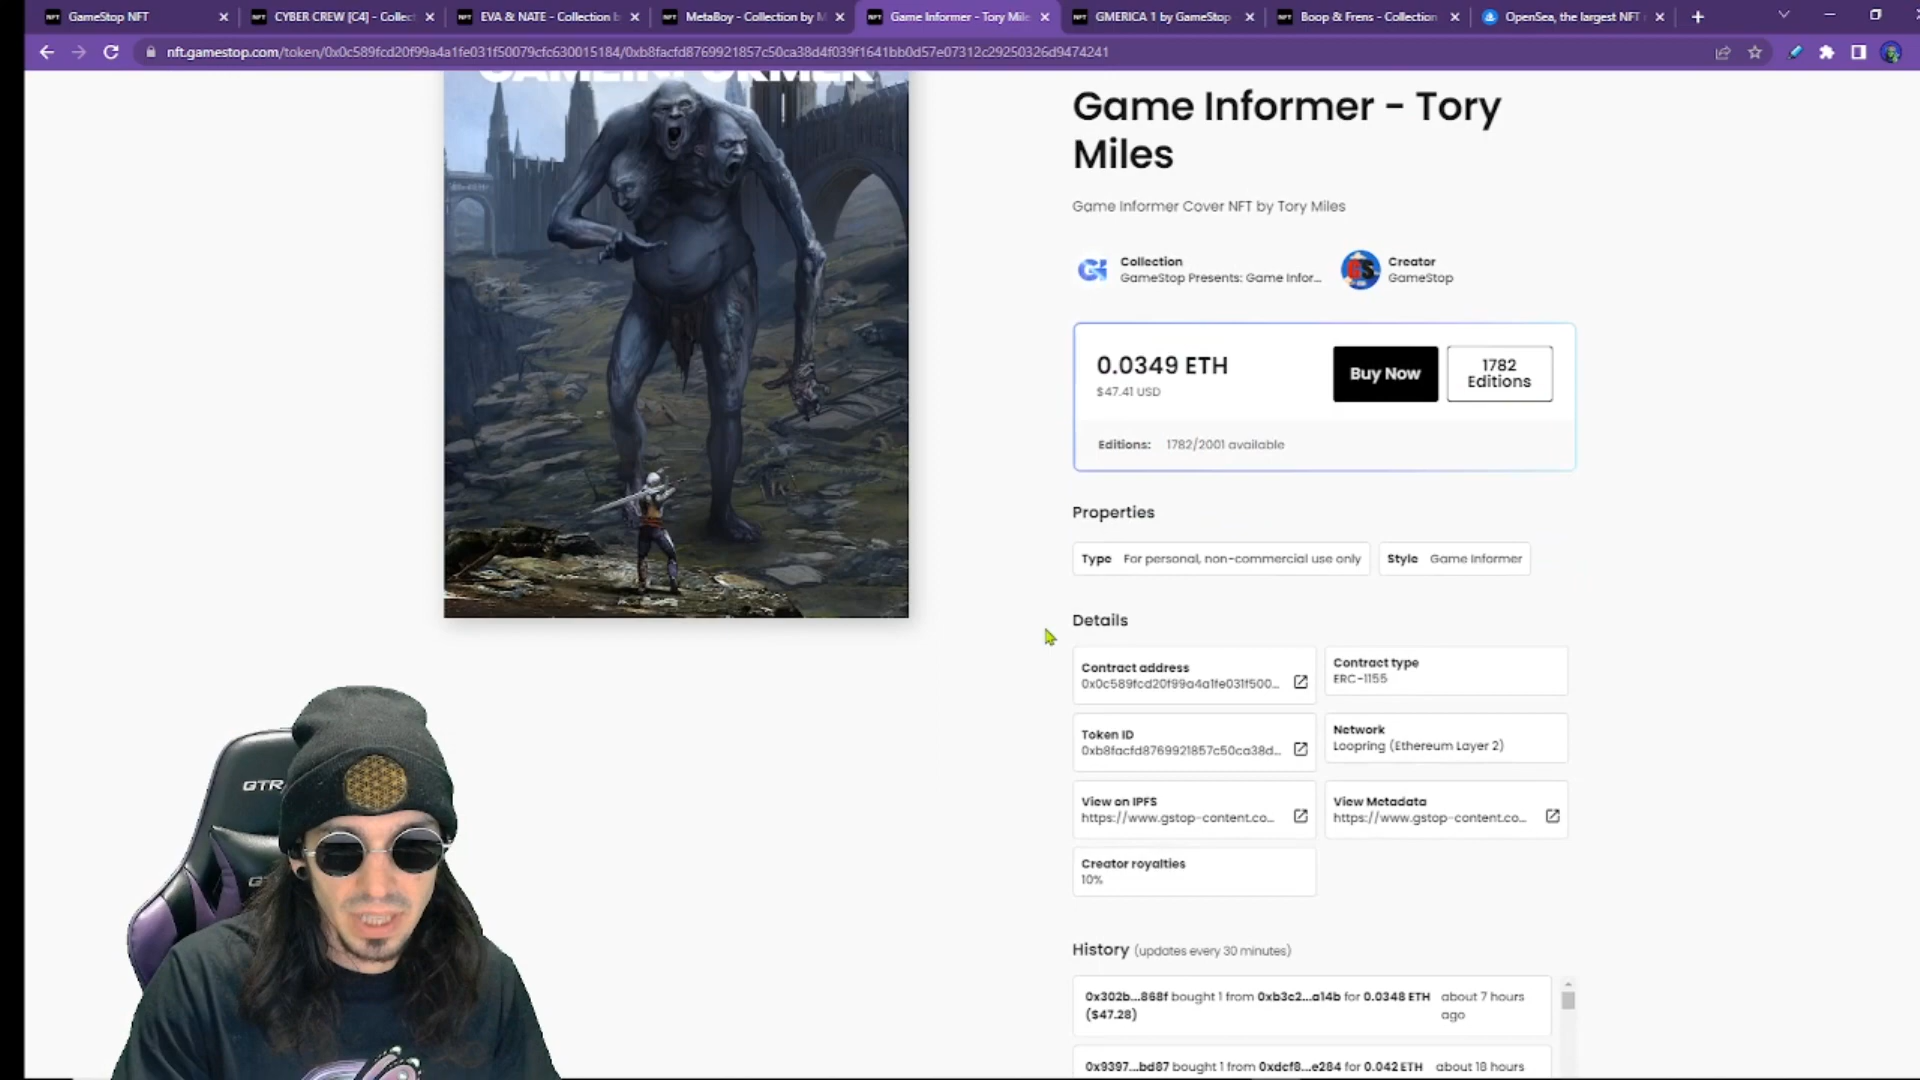 GameStop NFT
CYBER CREW [C4] - Collec
EVA & NATE - Collection b
MetaBoy - Collection by M
Game Informer - Tory Mile
GMERICA 1 by GameStop
Boop & Frens - Collection
OpenSea, the largest NFT
nft.gamestop.com/token/0x0c589fcd20f99a4a1fe031f50079cfc630015184/0xb8facfd8769921857c50ca38d4f039f1641bb0d57e07312c29250326d9474241
GAMEINFORMER
Game Informer - Tory
Miles
Game Informer Cover NFT by Tory Miles
Collection
GameStop Presents: Game Infor...
Creator
GameStop
0.0349 ETH
$47.41 USD
Buy Now
1782
Editions
Editions: 1782/2001 available
Properties
Type For personal, non-commercial use only
Style Game Informer
Details
Contract address
0x0c589fcd20f99a4a1fe031f500...
Contract type
ERC-1155
Token ID
0xb8facfd8769921857c50ca38d...
Network
Loopring (Ethereum Layer 2)
View on IPFS
https://www.gstop-content.co...
View Metadata
https://www.gstop-content.co...
Creator royalties
10%
History (updates every 30 minutes)
0x302b...868f bought 1 from 0xb3c2...a14b for 0.0348 ETH
($47.28)
about 7 hours
ago
0x9397...bd87 bought 1 from 0xdcf8...e284 for 0.042 ETH
about 18 hours
GTR